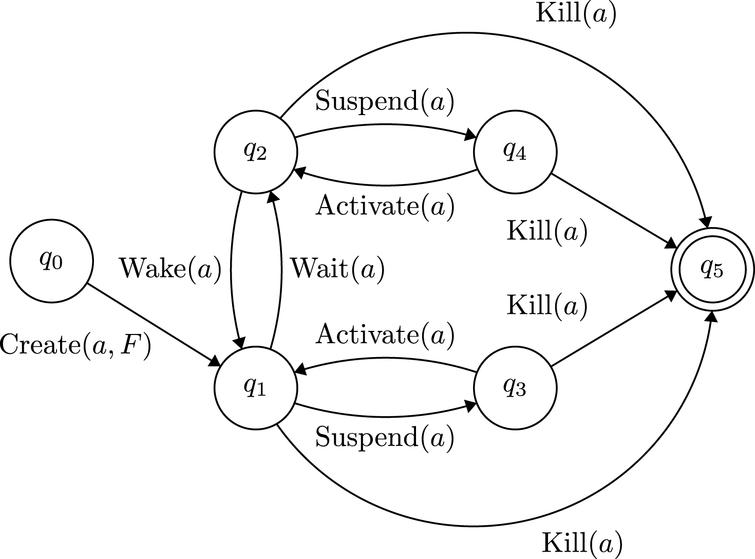 Kill(a)
Suspend(a)
q₂
q₄
Activate(a)
Kill(a)
q₀
Wake(a)
Wait(a)
q₅
Kill(a)
Create(a, F)
Activate(a)
q₁
q₃
Suspend(a)
Kill(a)